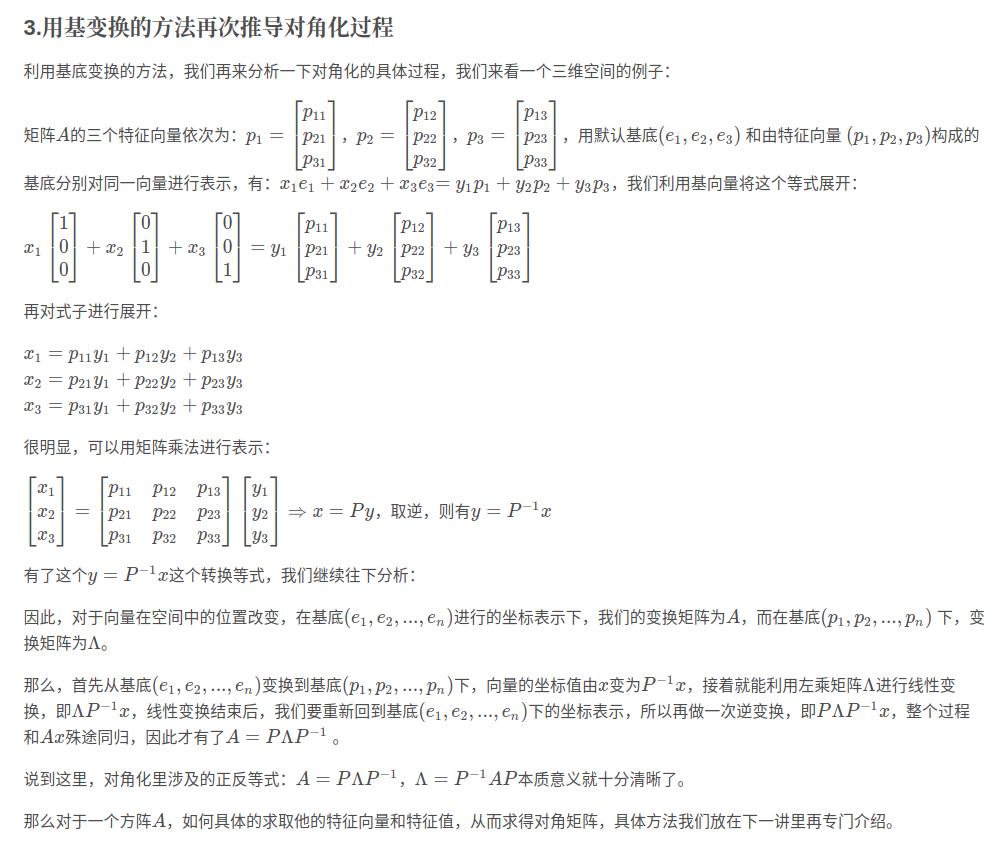 3.用基变换的方法再次推导对角化过程
利用基底变换的方法，我们再来分析一下对角化的具体过程，我们来看一个三维空间的例子：
矩阵$A$的三个特征向量依次为：$p_1=\begin{bmatrix}p_{11}\\p_{21}\\p_{31}\end{bmatrix}$，$p_2=\begin{bmatrix}p_{12}\\p_{22}\\p_{32}\end{bmatrix}$，$p_3=\begin{bmatrix}p_{13}\\p_{23}\\p_{33}\end{bmatrix}$，用默认基底$(e_1,e_2,e_3)$ 和由特征向量 $(p_1,p_2,p_3)$构成的
基底分别对同一向量进行表示，有：$x_1e_1+x_2e_2+x_3e_3=y_1p_1+y_2p_2+y_3p_3$，我们利用基向量将这个等式展开：
$x_1\begin{bmatrix}1\\0\\0\end{bmatrix}+x_2\begin{bmatrix}0\\1\\0\end{bmatrix}+x_3\begin{bmatrix}0\\0\\1\end{bmatrix}=y_1\begin{bmatrix}p_{11}\\p_{21}\\p_{31}\end{bmatrix}+y_2\begin{bmatrix}p_{12}\\p_{22}\\p_{32}\end{bmatrix}+y_3\begin{bmatrix}p_{13}\\p_{23}\\p_{33}\end{bmatrix}$
再对式子进行展开：
$x_1=p_{11}y_1+p_{12}y_2+p_{13}y_3$
$x_2=p_{21}y_1+p_{22}y_2+p_{23}y_3$
$x_3=p_{31}y_1+p_{32}y_2+p_{33}y_3$
很明显，可以用矩阵乘法进行表示：
$\begin{bmatrix}x_1\\x_2\\x_3\end{bmatrix}=\begin{bmatrix}p_{11}&p_{12}&p_{13}\\p_{21}&p_{22}&p_{23}\\p_{31}&p_{32}&p_{33}\end{bmatrix}\begin{bmatrix}y_1\\y_2\\y_3\end{bmatrix}\Rightarrow x=Py$，取逆，则有$y=P^{-1}x$
有了这个$y=P^{-1}x$这个转换等式，我们继续往下分析：
因此，对于向量在空间中的位置改变，在基底$(e_1,e_2,...,e_n)$进行的坐标表示下，我们的变换矩阵为$A$，而在基底$(p_1,p_2,...,p_n)$ 下，变
换矩阵为$\Lambda$。
那么，首先从基底$(e_1,e_2,...,e_n)$变换到基底$(p_1,p_2,...,p_n)$下，向量的坐标值由$x$变为$P^{-1}x$，接着就能利用左乘矩阵$\Lambda$进行线性变
换，即$\Lambda P^{-1}x$，线性变换结束后，我们要重新回到基底$(e_1,e_2,...,e_n)$下的坐标表示，所以再做一次逆变换，即$P\Lambda P^{-1}x$，整个过程
和$Ax$殊途同归，因此才有了$A=P\Lambda P^{-1}$ 。
说到这里，对角化里涉及的正反等式：$A=P\Lambda P^{-1}$，$\Lambda=P^{-1}AP$本质意义就十分清晰了。
那么对于一个方阵$A$，如何具体的求取他的特征向量和特征值，从而求得对角矩阵，具体方法我们放在下一讲里再专门介绍。